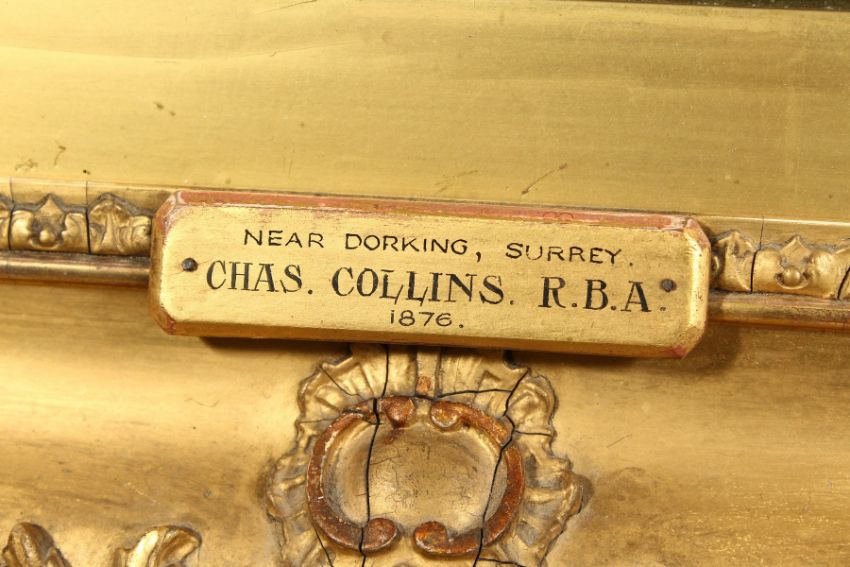 NEAR DORKING, SURREY.
CHAS. COLLINS. R.B.A.
1876.